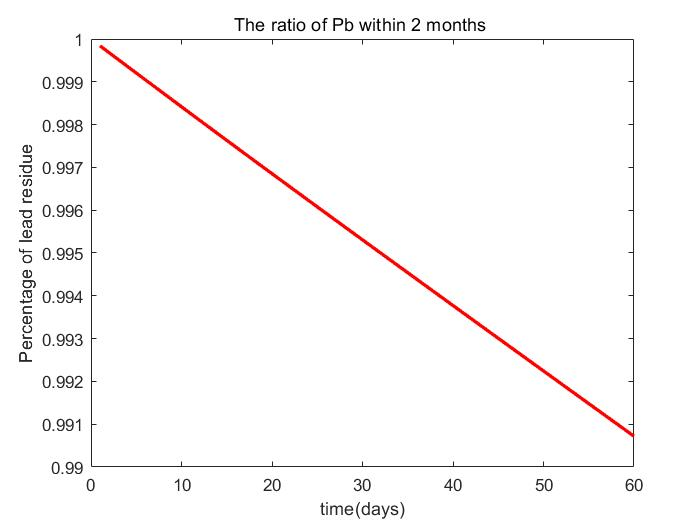 The ratio of Pb within 2 months
1
0.999
0.998
0.997
0.996
0.995
0.994
0.993
0.992
0.991
0.99
Percentage of lead residue
0 10 20 30 40 50 60
time(days)